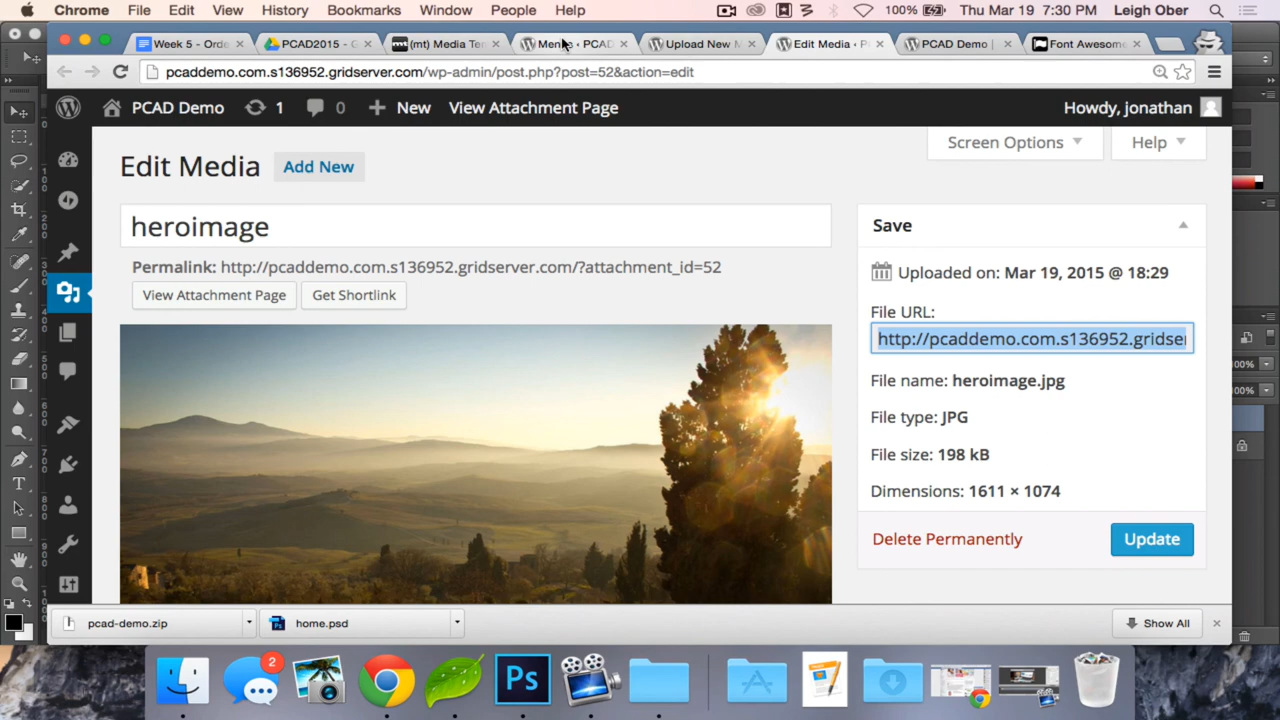 Chrome File Edit View History Bookmarks Window People Help 100% Thu Mar 19 7:30 PM Leigh Ober
Week 5 - Orde PCAD2015 - G (mt) Media Tem PCAD Upload New M Edit Media ‹ P PCAD Demo | Font Awesome
pcaddemo.com.s136952.gridserver.com/wp-admin/post.php?post=52&action=edit
PCAD Demo 1 0 New View Attachment Page Howdy, jonathan
Screen Options Help
Edit Media Add New
heroimage
Save
Permalink: http://pcaddemo.com.s136952.gridserver.com/?attachment_id=52
View Attachment Page Get Shortlink
Uploaded on: Mar 19, 2015 @ 18:29
File URL:
http://pcaddemo.com.s136952.gridser
File name: heroimage.jpg
File type: JPG
File size: 198 kB
Dimensions: 1611 × 1074
Delete Permanently Update
pcad-demo.zip home.psd Show All
2
Ps